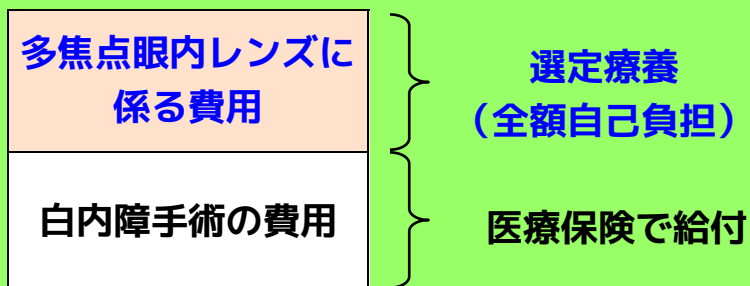 多焦点眼内レンズに
係る費用
選定療養
（全額自己負担）
白内障手術の費用
医療保険で給付